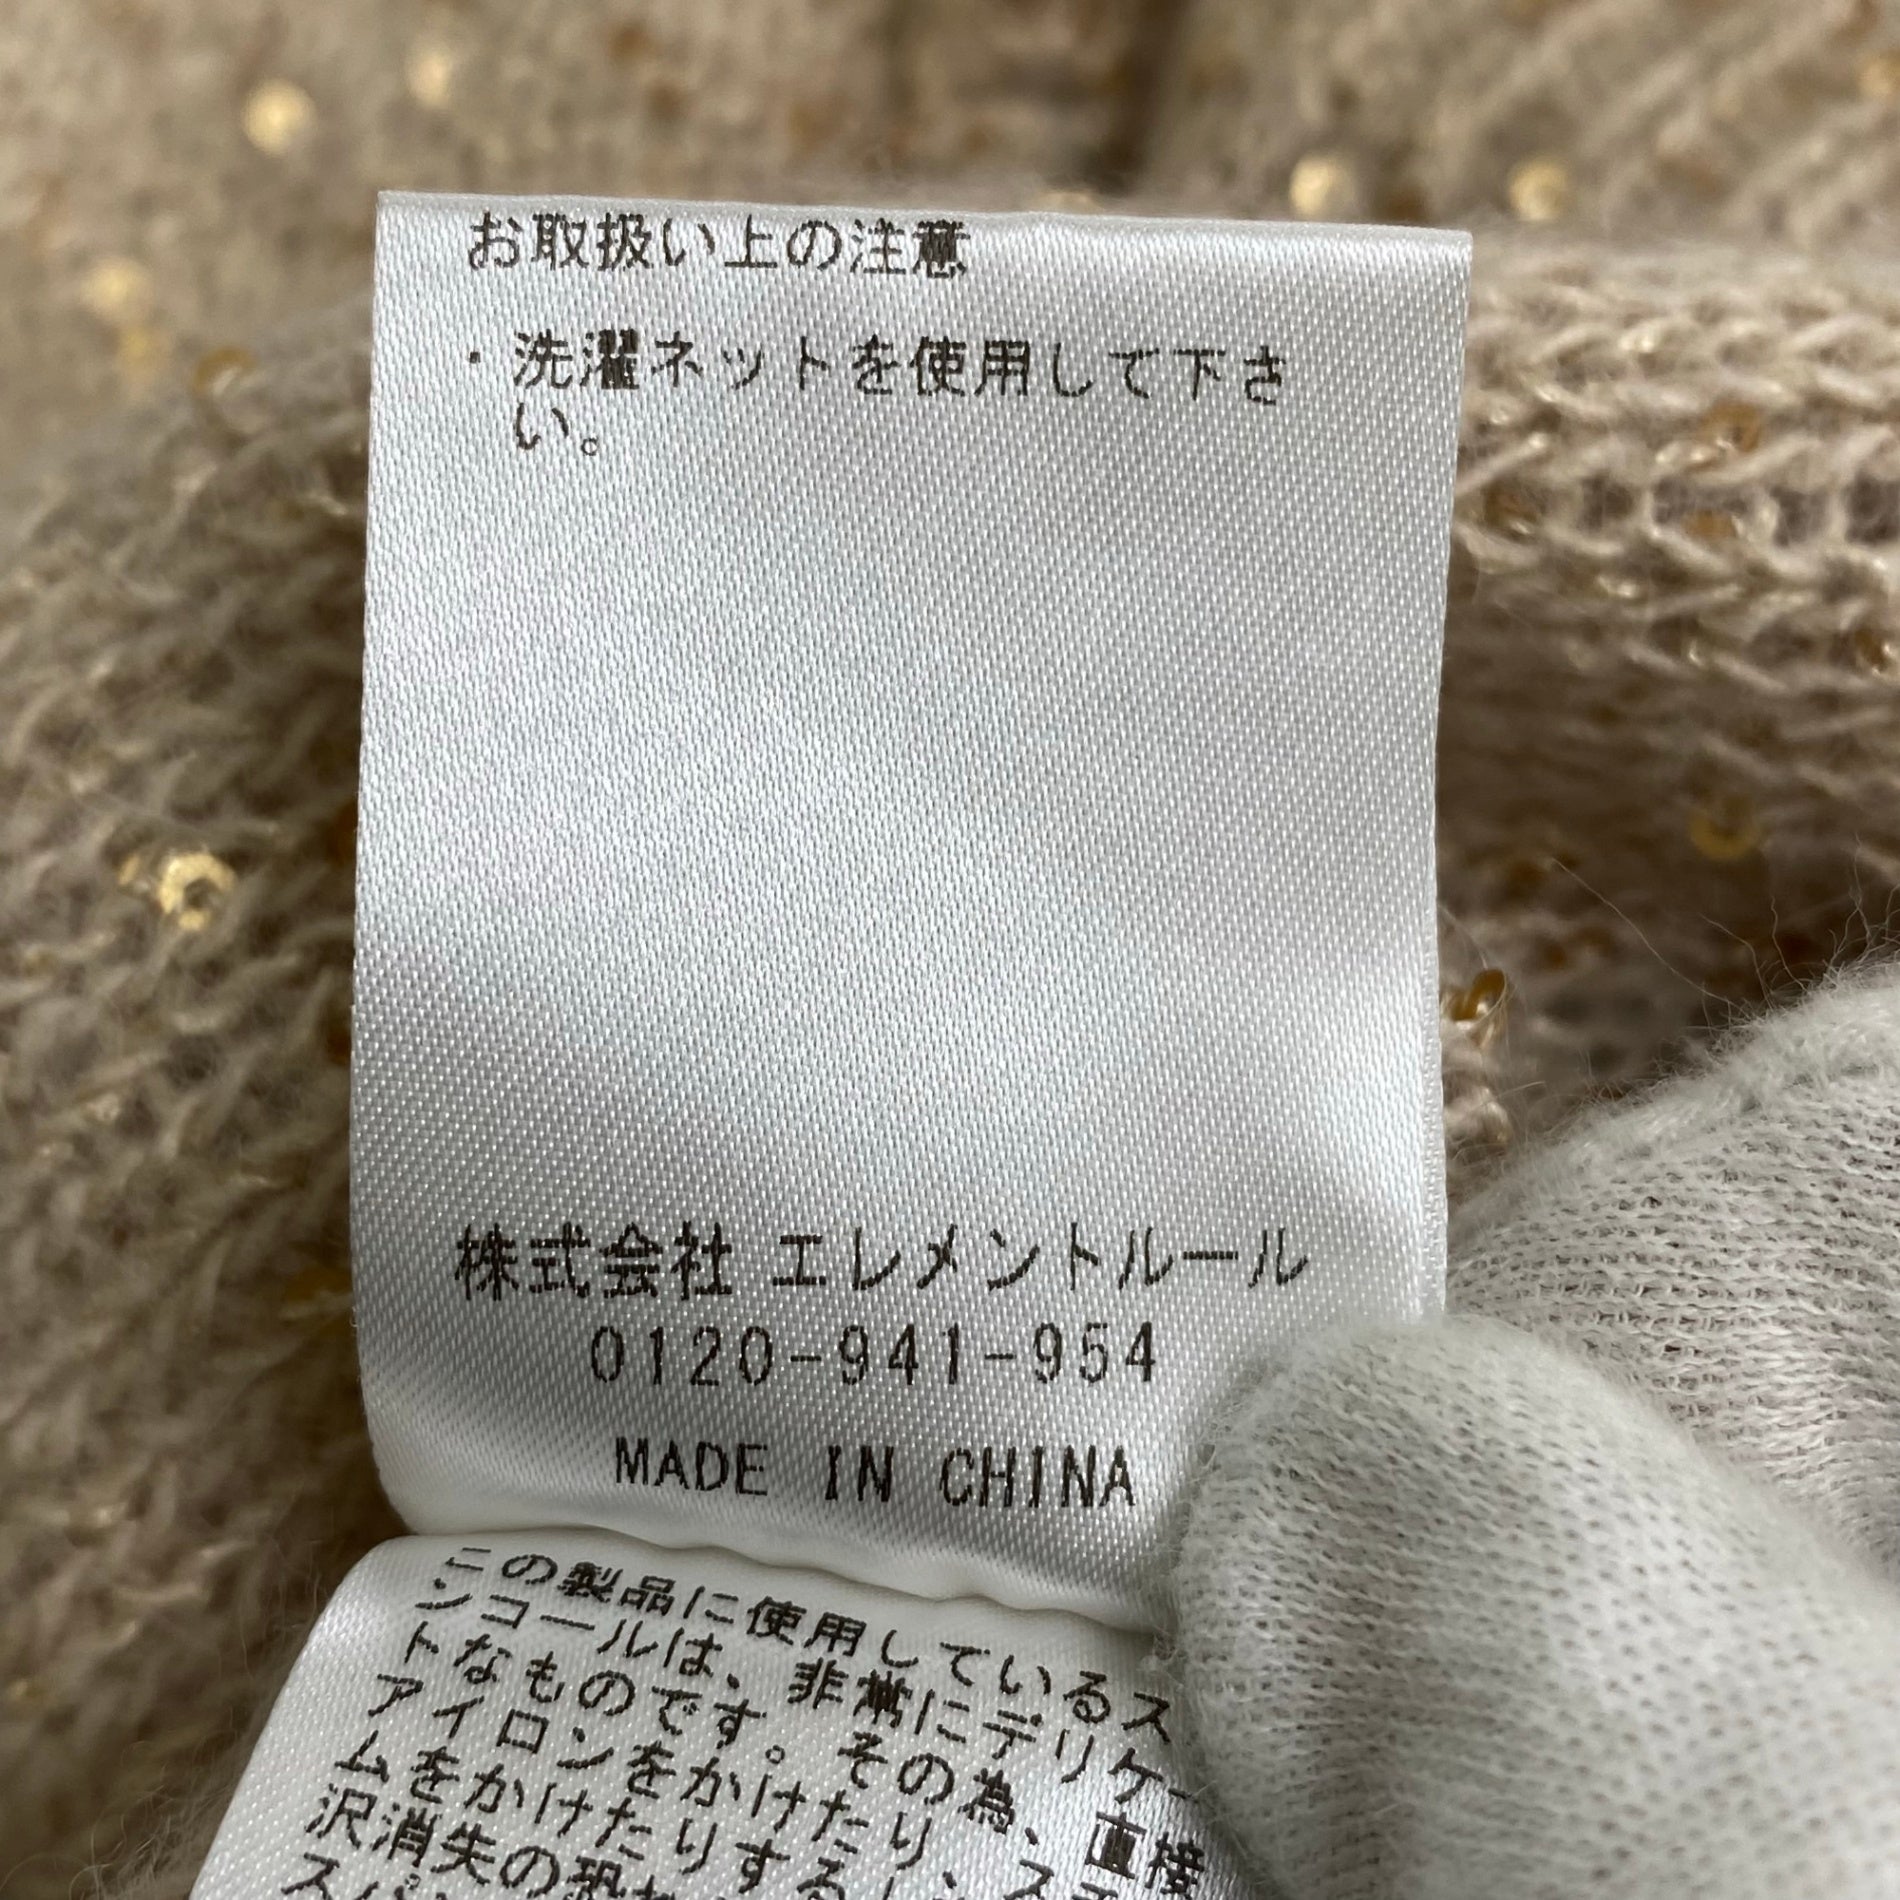 お取扱い上の注意
・洗濯ネットを使用して下さ
い。
株式会社 エレメントルール
0120-941-954
MADE IN CHINA
この製品に使用しているス
ンコールは、非常にデリケー
トなものです。その為、直接
アイロンをかけたり、ス
ムをかけたりする
沢消失の恐れ
スパ